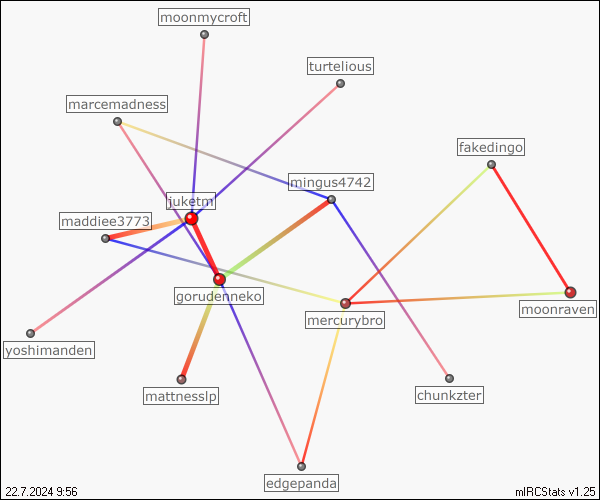 moonmycroft
turtelious
marcemadness
fakedingo
mingus4742
juketm
maddiee3773
gorudenneko
moonraven
mercurybro
yoshimanden
mattnesslp
chunkzter
edgepanda
22.7.2024 9:56
mIRCStats v1.25